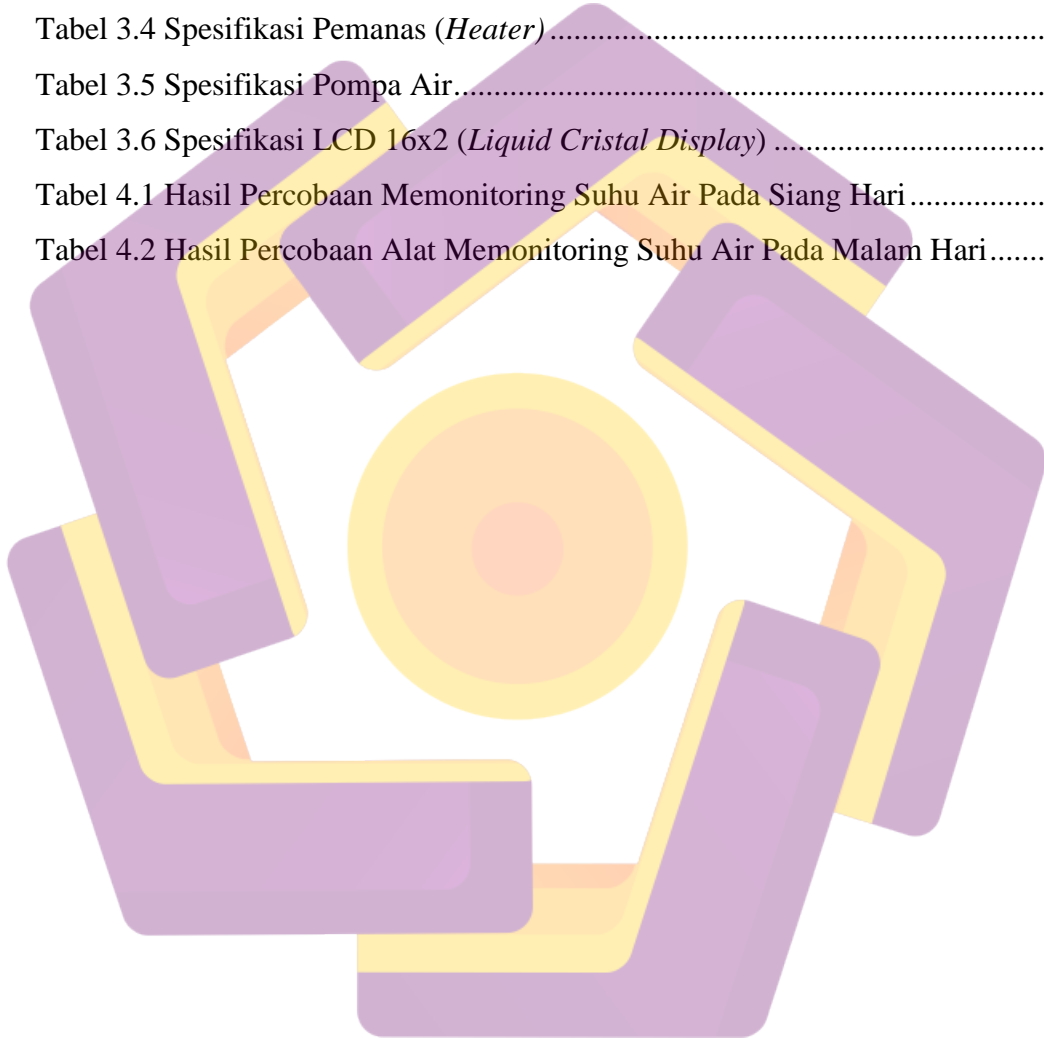 Tabel 3.4 Spesifikasi Pemanas (Heater)..............................................................
Tabel 3.5 Spesifikasi Pompa Air...........................................................................
Tabel 3.6 Spesifikasi LCD 16x2 (Liquid Cristal Display) ..................................
Tabel 4.1 Hasil Percobaan Memonitoring Suhu Air Pada Siang Hari.................
Tabel 4.2 Hasil Percobaan Alat Memonitoring Suhu Air Pada Malam Hari.......